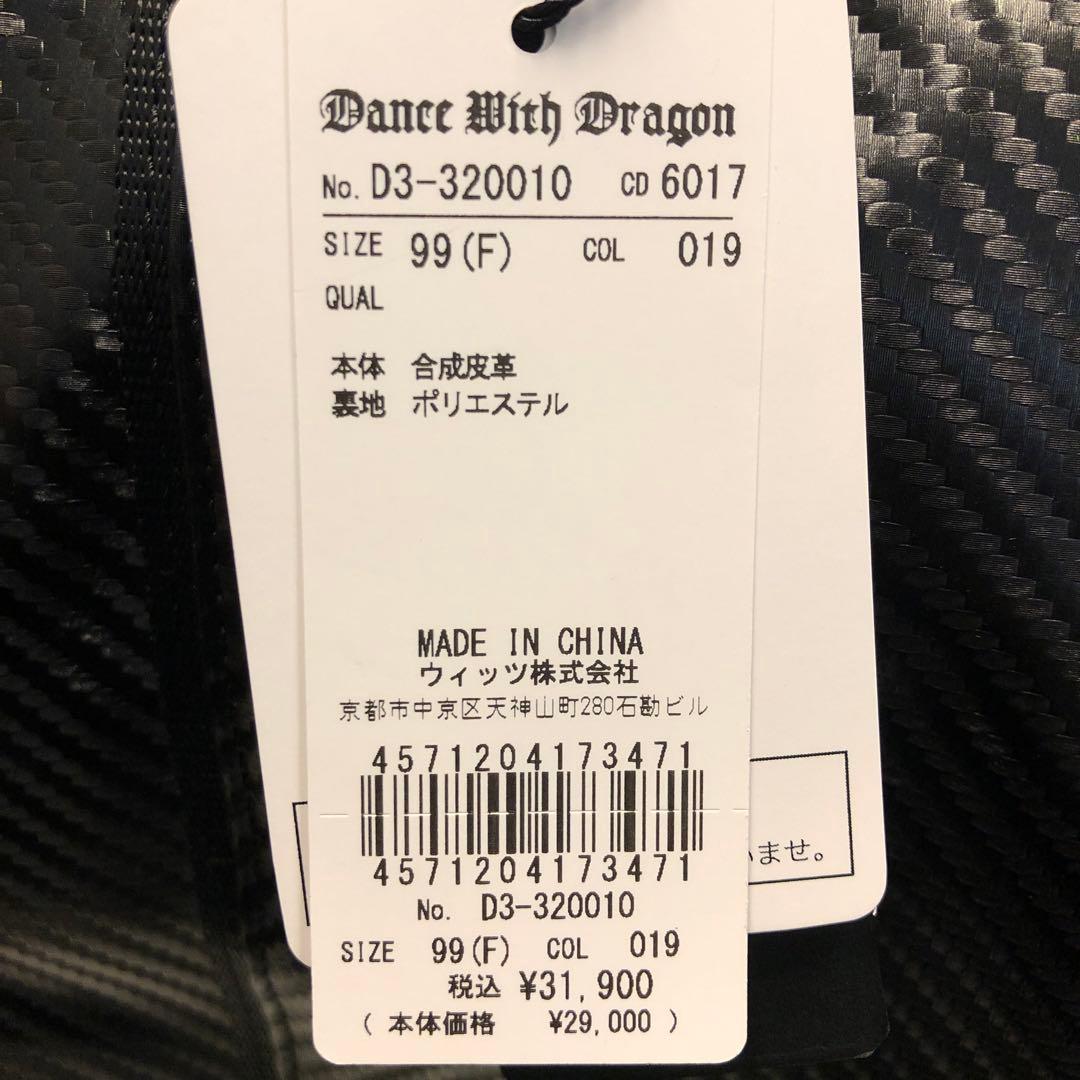 Dance With Dragon
No. D3-320010 CD 6017
SIZE 99(F) COL 019
QUAL
本体 合成皮革
裏地 ポリエステル
MADE IN CHINA
ウィッツ株式会社
京都市中京区天神山町280石勘ビル
4571204173471
4571204173471
No. D3-320010
SIZE 99(F) COL 019
税込 ¥31,900
( 本体価格 ¥29,000 )
いませ。